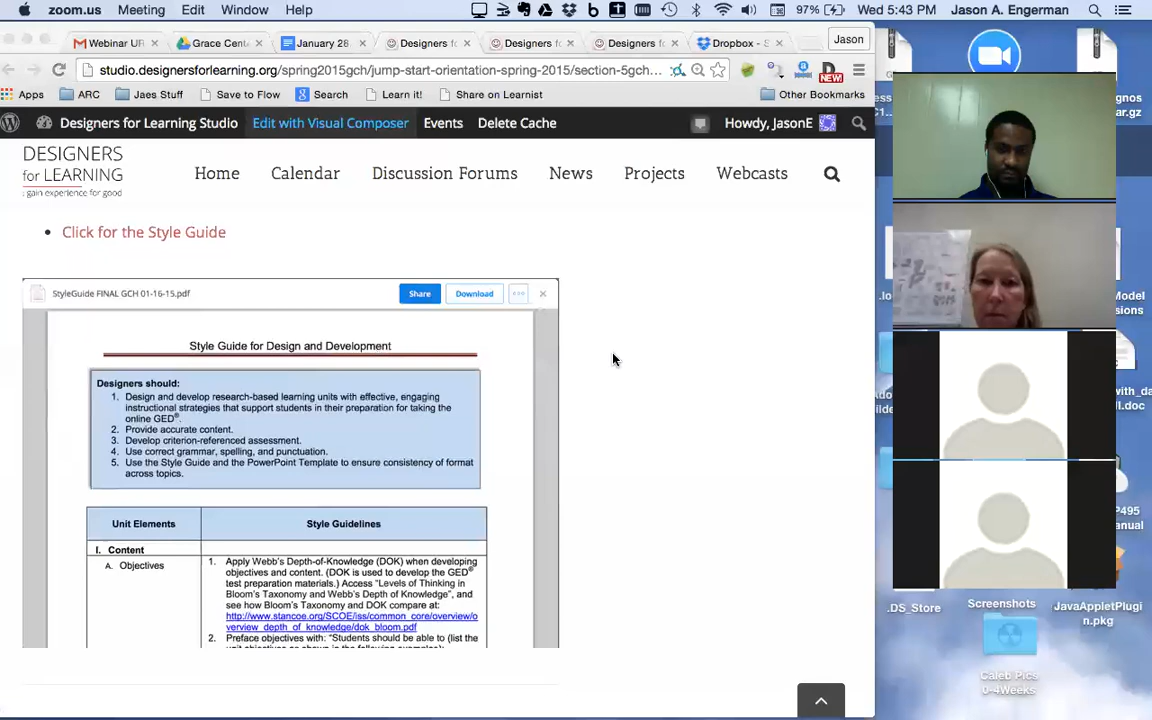 zoom.us Meeting Edit Window Help 97% Wed 5:43 PM Jason A. Engerman
Webinar UR Grace Cent January 28 Designers fo Designers fo Designers fo Dropbox - S Jason
studio.designersforlearning.org/spring2015gch/jump-start-orientation-spring-2015/section-5gch...
Apps ARC Jaes Stuff Save to Flow Search Learn it! Share on Learnist Other Bookmarks
Designers for Learning Studio Edit with Visual Composer Events Delete Cache Howdy, JasonE
DESIGNERS
for LEARNING
: gain experience for good
Home Calendar Discussion Forums News Projects Webcasts
• Click for the Style Guide
StyleGuide FINAL GCH 01-16-15.pdf Share Download
Style Guide for Design and Development
Designers should:
1. Design and develop research-based learning units with effective, engaging
instructional strategies that support students in their preparation for taking the
online GED®.
2. Provide accurate content.
3. Develop criterion-referenced assessment.
4. Use correct grammar, spelling, and punctuation.
5. Use the Style Guide and the PowerPoint Template to ensure consistency of format
across topics.
Unit Elements Style Guidelines
I. Content
A. Objectives
1. Apply Webb's Depth-of-Knowledge (DOK) when developing
objectives and content. (DOK is used to develop the GED®
test preparation materials.) Access "Levels of Thinking in
Bloom's Taxonomy and Webb's Depth of Knowledge", and
see how Bloom's Taxonomy and DOK compare at:
http://www.stancoe.org/SCOE/iss/common_core/overview/o
verview_depth_of_knowledge/dok_bloom.pdf
2. Preface objectives with: "Students should be able to (list the
.DS_Store
Screenshots
JavaAppletPlugi
n.pkg
Caleb Pics
0-4Weeks